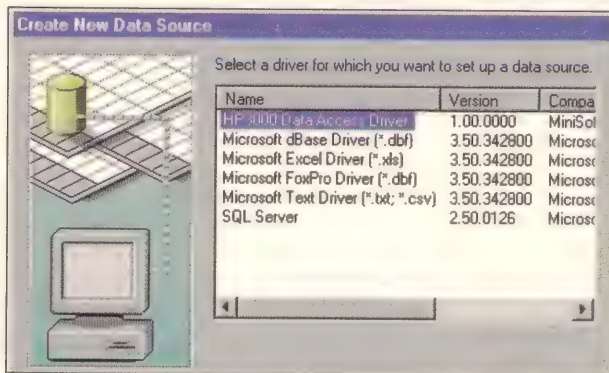 Create New Data Source
Select a driver for which you want to set up a data source.
Name Version Compa
HP3000 Data Access Driver 1.00.0000 MiniSof
Microsoft dBase Driver (*.dbf) 3.50.342800 Microso
Microsoft Excel Driver (*.xls) 3.50.342800 Microso
Microsoft FoxPro Driver (*.dbf) 3.50.342800 Microso
Microsoft Text Driver (*.txt; *.csv) 3.50.342800 Microso
SQL Server 2.50.0126 Microso